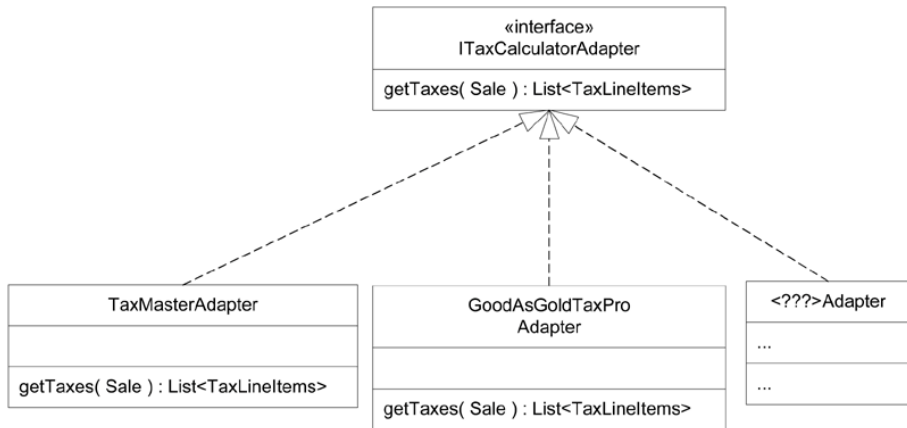 «interface»
ITaxCalculatorAdapter
getTaxes( Sale ) : List<TaxLineItems>
TaxMasterAdapter
getTaxes( Sale ) : List<TaxLineItems>
GoodAsGoldTaxPro
Adapter
getTaxes( Sale ) : List<TaxLineItems>
<???>Adapter
...
...